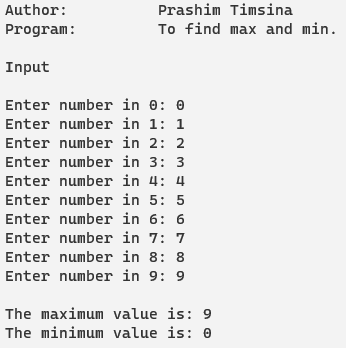 Author:          Prashim Timsina
Program:         To find max and min.
Input
Enter number in 0: 0
Enter number in 1: 1
Enter number in 2: 2
Enter number in 3: 3
Enter number in 4: 4
Enter number in 5: 5
Enter number in 6: 6
Enter number in 7: 7
Enter number in 8: 8
Enter number in 9: 9
The maximum value is: 9
The minimum value is: 0